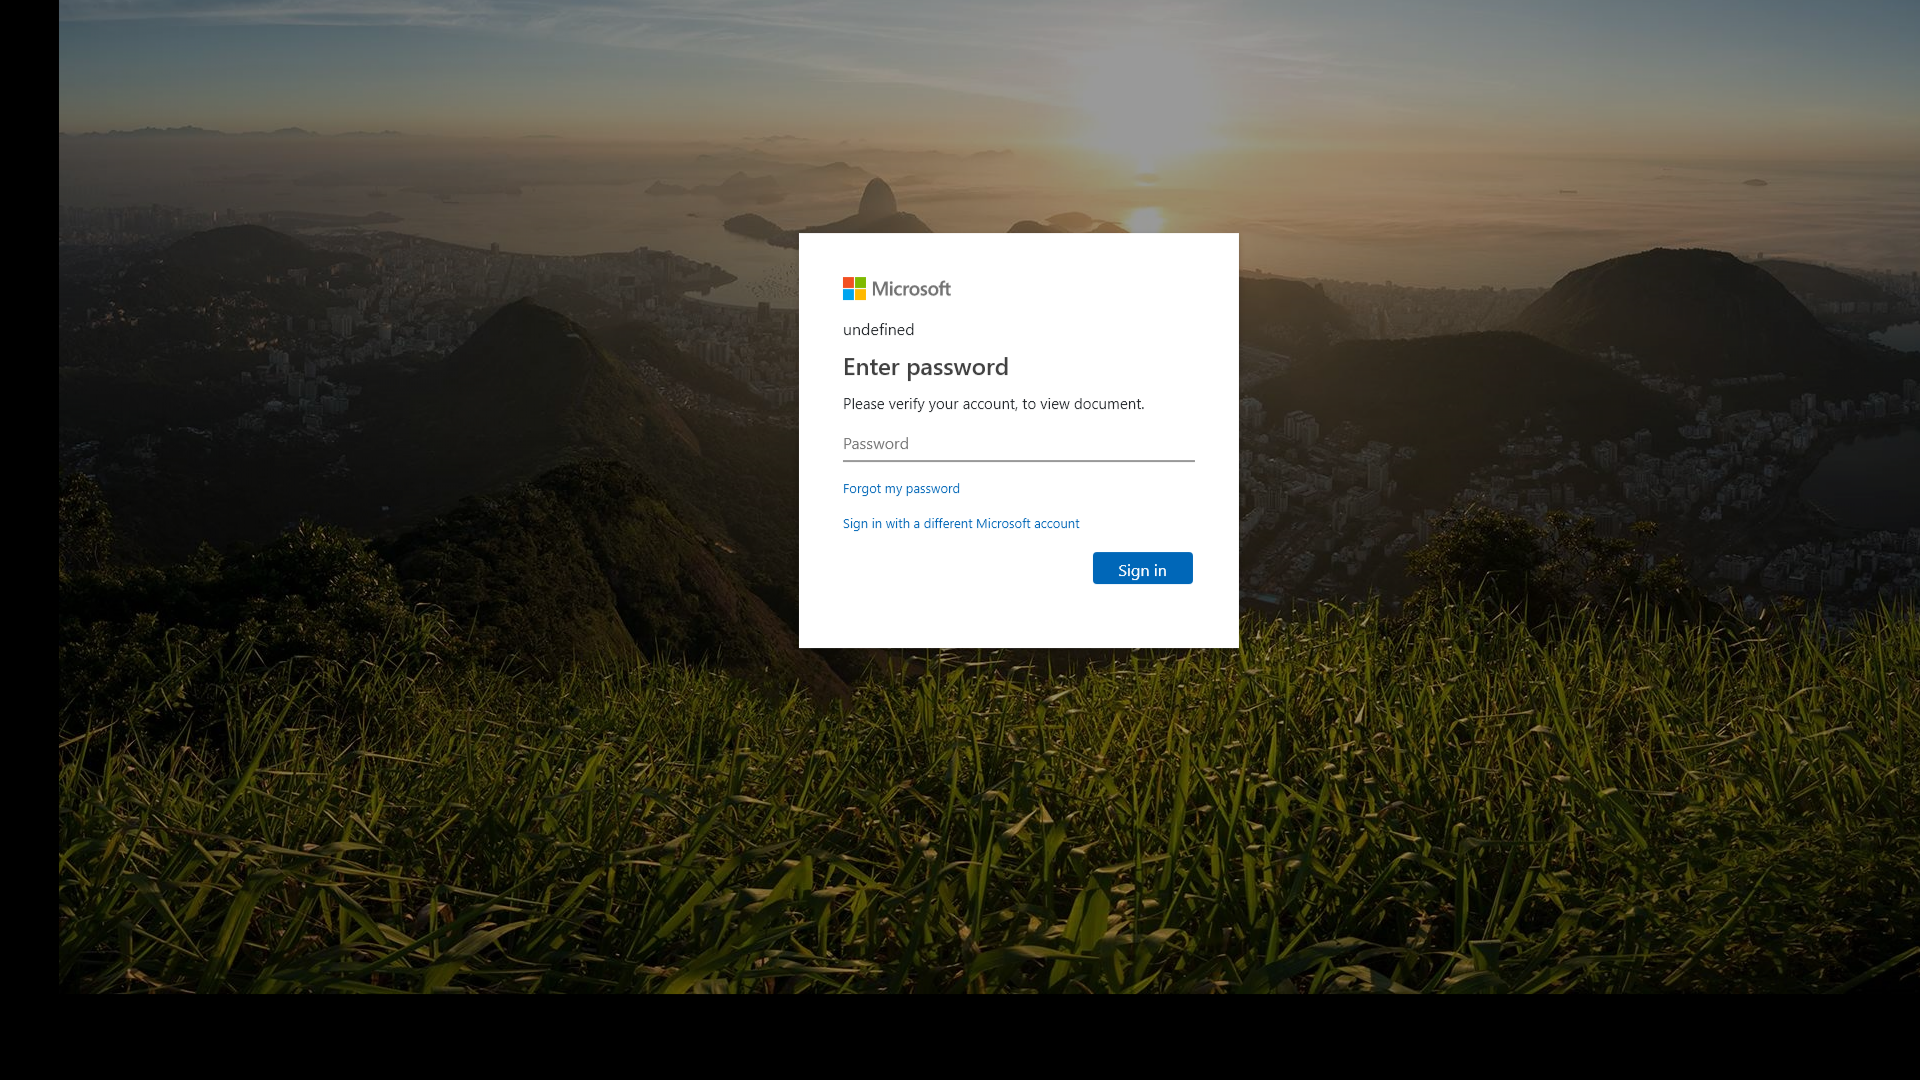 Microsoft
undefined
Enter password
Please verify your account, to view document.
Password
Forgot my password
Sign in with a different Microsoft account
Sign in